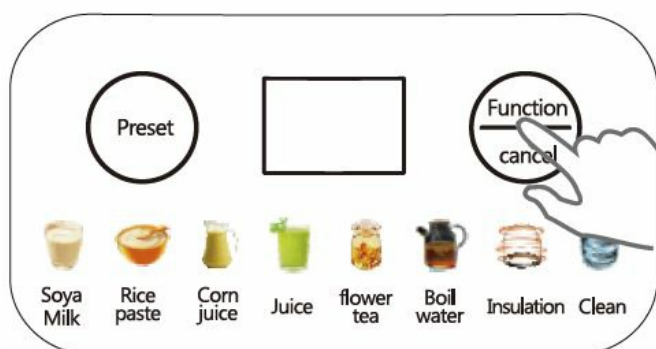 Preset
Function
cancel
Soya
Milk
Rice
paste
Corn
juice
Juice
flower
tea
Boil
water
Insulation
Clean